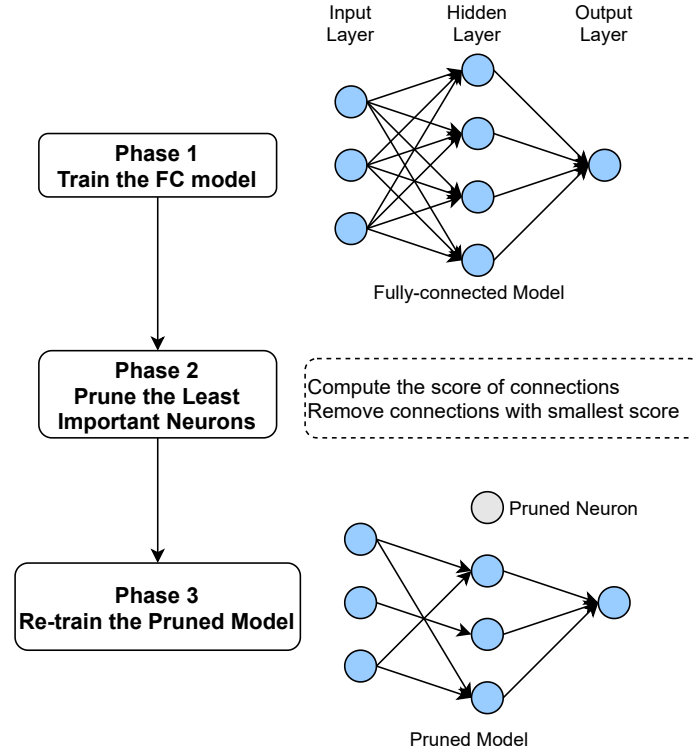 Input
Layer
Hidden
Layer
Output
Layer
Phase 1
Train the FC model
Fully-connected Model
Phase 2
Prune the Least
Important Neurons
Compute the score of connections
Remove connections with smallest score
Pruned Neuron
Phase 3
Re-train the Pruned Model
Pruned Model